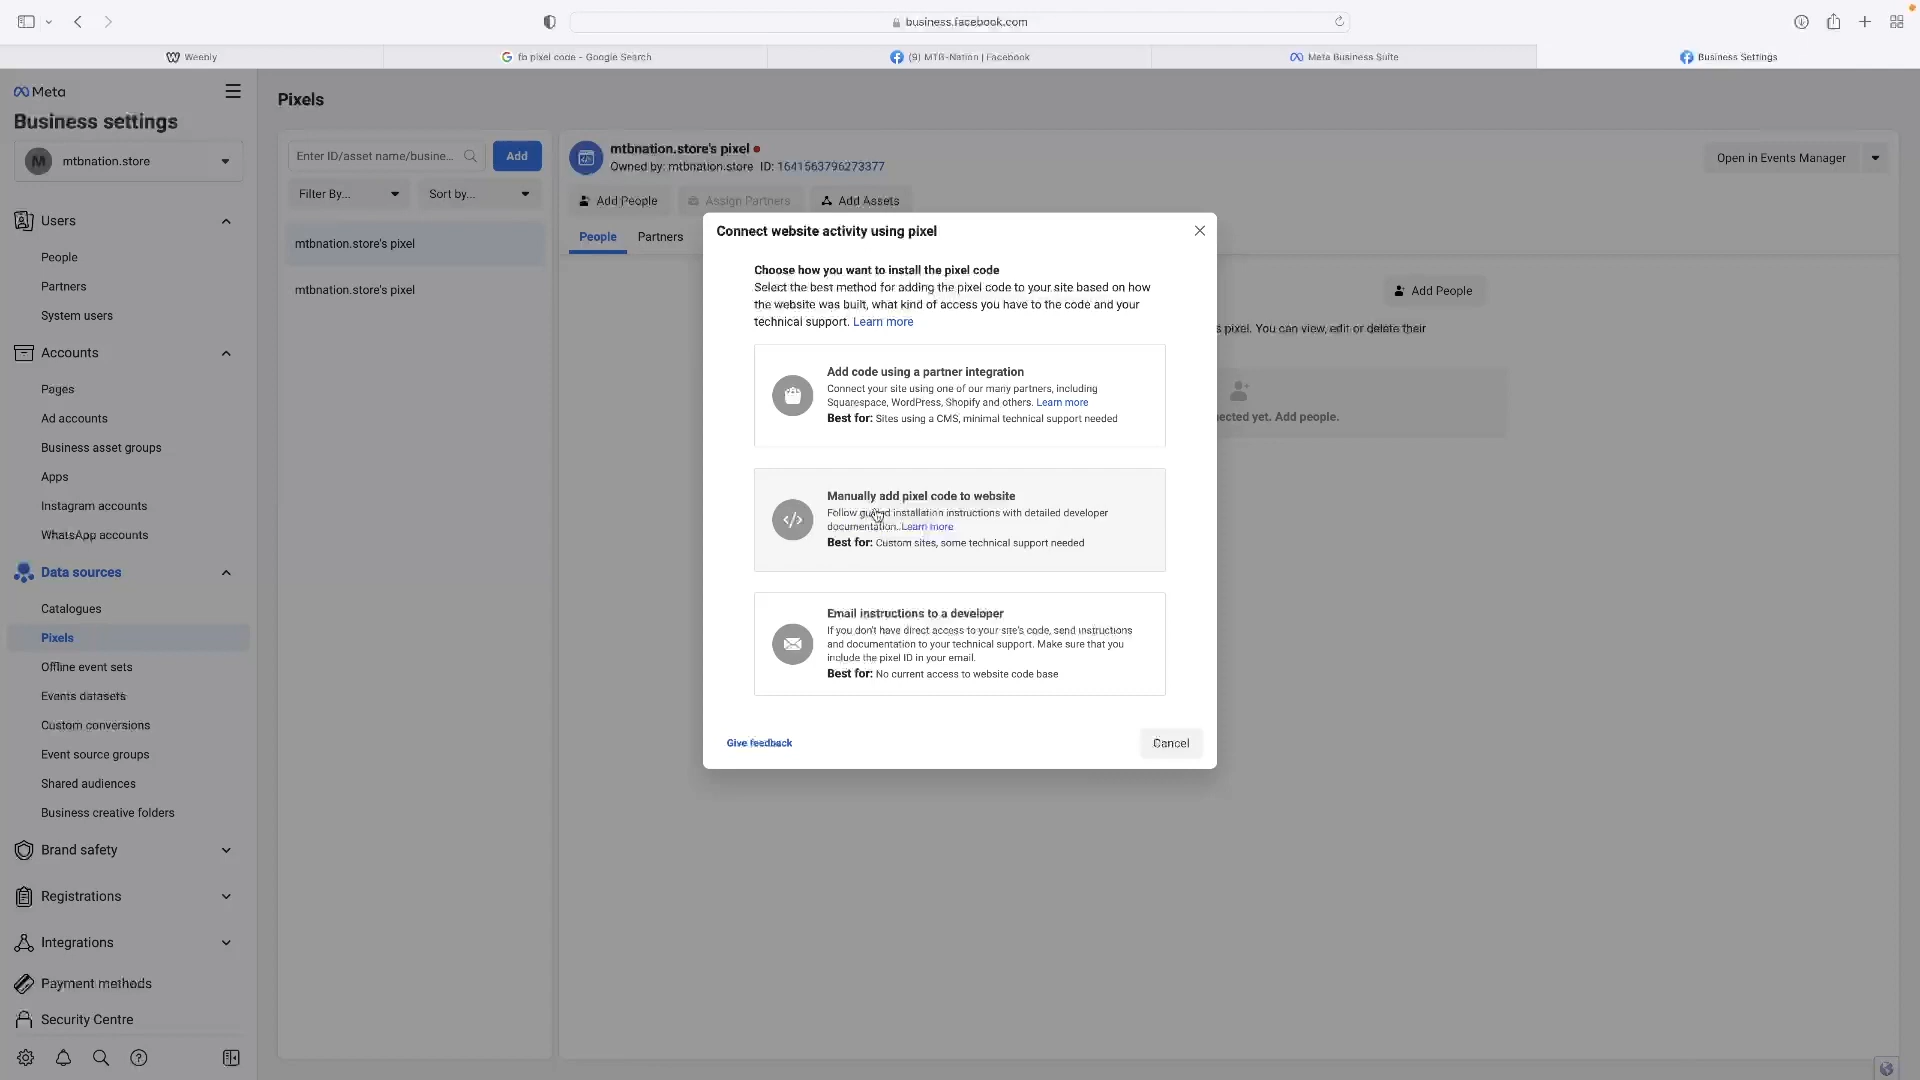 business.facebook.com
Weebly
fb pixel code - Google Search
(9) MTB-Nation | Facebook
Meta Business Suite
Business Settings
Meta
Business settings
M
mtbnation.store
Users
People
Partners
System users
Accounts
Pages
Ad accounts
Business asset groups
Apps
Instagram accounts
WhatsApp accounts
Data sources
Catalogues
Pixels
Offline event sets
Events datasets
Custom conversions
Event source groups
Shared audiences
Business creative folders
Brand safety
Registrations
Integrations
Payment methods
Security Centre
Pixels
Enter ID/asset name/busine...
Add
Filter By...
Sort by...
mtbnation.store's pixel
mtbnation.store's pixel
mtbnation.store's pixel
Owned by: mtbnation.store ID: 1641563796273377
Open in Events Manager
Add People
Assign Partners
Add Assets
People
Partners
Add People
s pixel. You can view, edit or delete their
ected yet. Add people.
Connect website activity using pixel
Choose how you want to install the pixel code
Select the best method for adding the pixel code to your site based on how
the website was built, what kind of access you have to the code and your
technical support. Learn more
Add code using a partner integration
Connect your site using one of our many partners, including
Squarespace, WordPress, Shopify and others. Learn more
Best for: Sites using a CMS, minimal technical support needed
Manually add pixel code to website
Follow guided installation instructions with detailed developer
documentation. Learn more
Best for: Custom sites, some technical support needed
Email instructions to a developer
If you don't have direct access to your site's code, send instructions
and documentation to your technical support. Make sure that you
include the pixel ID in your email.
Best for: No current access to website code base
Give feedback
Cancel